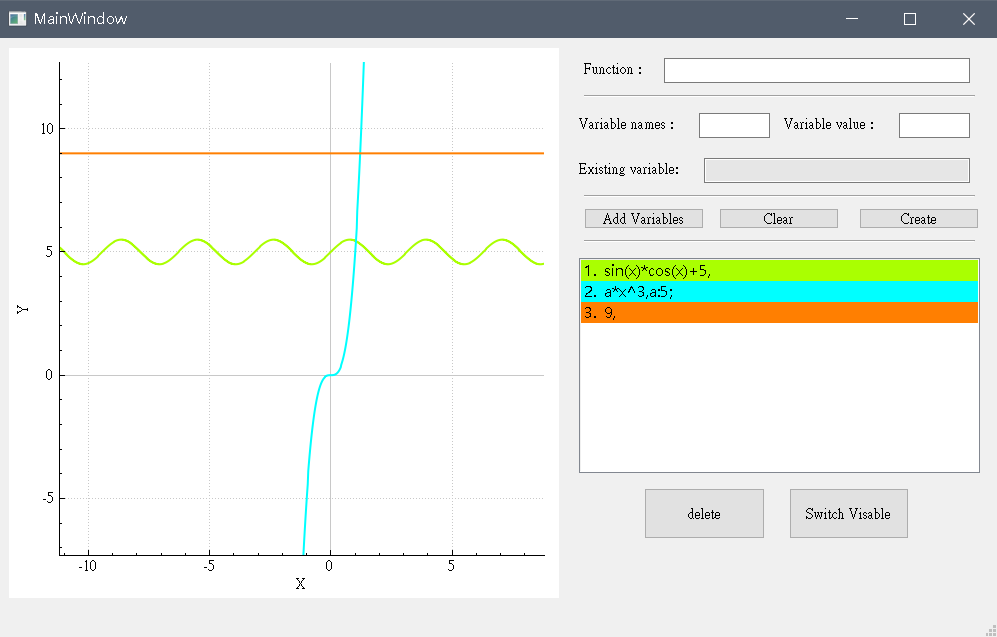 MainWindow
10
5
0
-5
-10
-5
0
5
Y
X
Function :
Variable names :
Variable value :
Existing variable:
Add Variables
Clear
Create
1. sin(x)*cos(x)+5,
2. a*x^3,a:5;
3. 9,
delete
Switch Visable